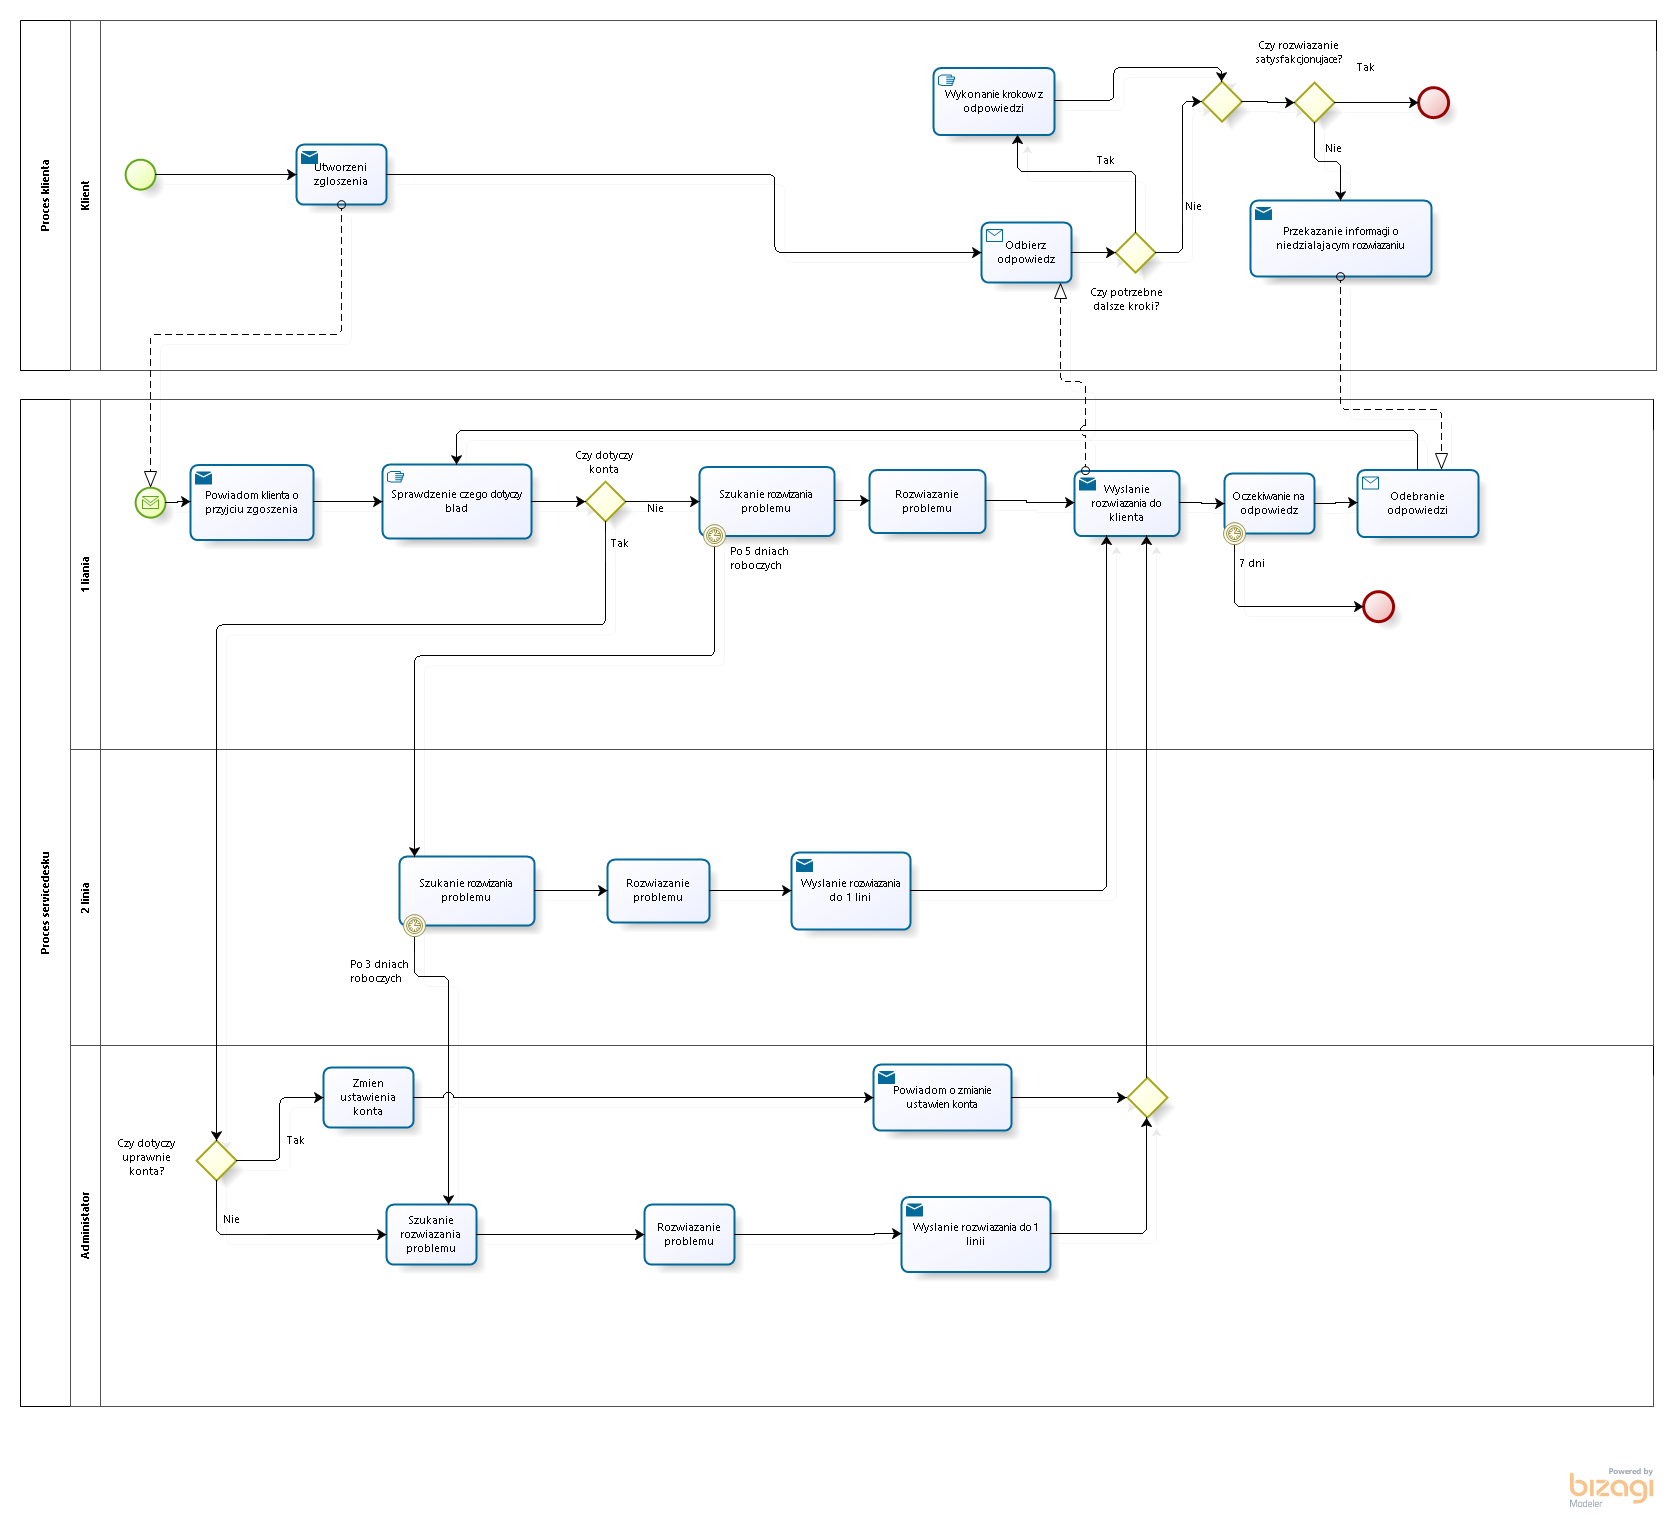 Proces klienta
Klient
Utworzeni
zgloszenia
Wykonanie krokow z
odpowiedzi
Czy rozwiazanie
satysfakcjonujace?
Tak
Tak
Nie
Nie
Odbierz
odpowiedz
Czy potrzebne
dalsze kroki?
Przekazanie informagi o
niedzialajacym rozwiazaniu
Proces servicedesku
1 liania
Powiadom klienta o
przyjciu zgoszenia
Sprawdzenie czego dotyczy
blad
Czy dotyczy
konta
Nie
Tak
Szukanie rozwizania
problemu
Po 5 dniach
roboczych
Rozwiazanie
problemu
Wyslanie
rozwiazania do
klienta
Oczekiwanie na
odpowiedz
7 dni
Odebranie
odpowiedzi
2 linia
Szukanie rozwizania
problemu
Po 3 dniach
roboczych
Rozwiazanie
problemu
Wyslanie rozwiazania
do 1 lini
Administator
Czy dotyczy
uprawnie
konta?
Tak
Nie
Zmien
ustawienia
konta
Powiadom o zmianie
ustawien konta
Szukanie
rozwiazania
problemu
Rozwiazanie
problemu
Wyslanie rozwiazania do 1
linii
Powered by
bizagi
Modeler